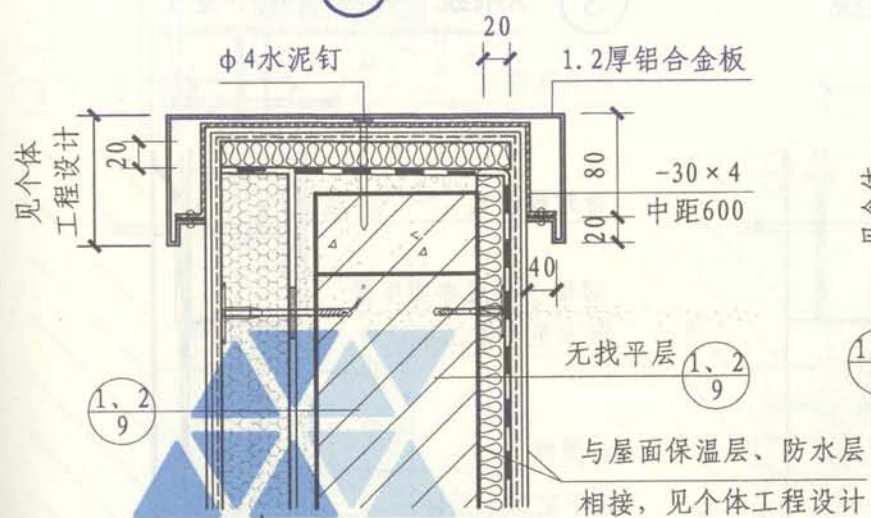 20
φ4水泥钉
1.2厚铝合金板
见个体
工程设计
20
80
-30×4
中距600
20
40
无找平层
1、2
9
1、2
9
与屋面保温层、防水层
相接，见个体工程设计